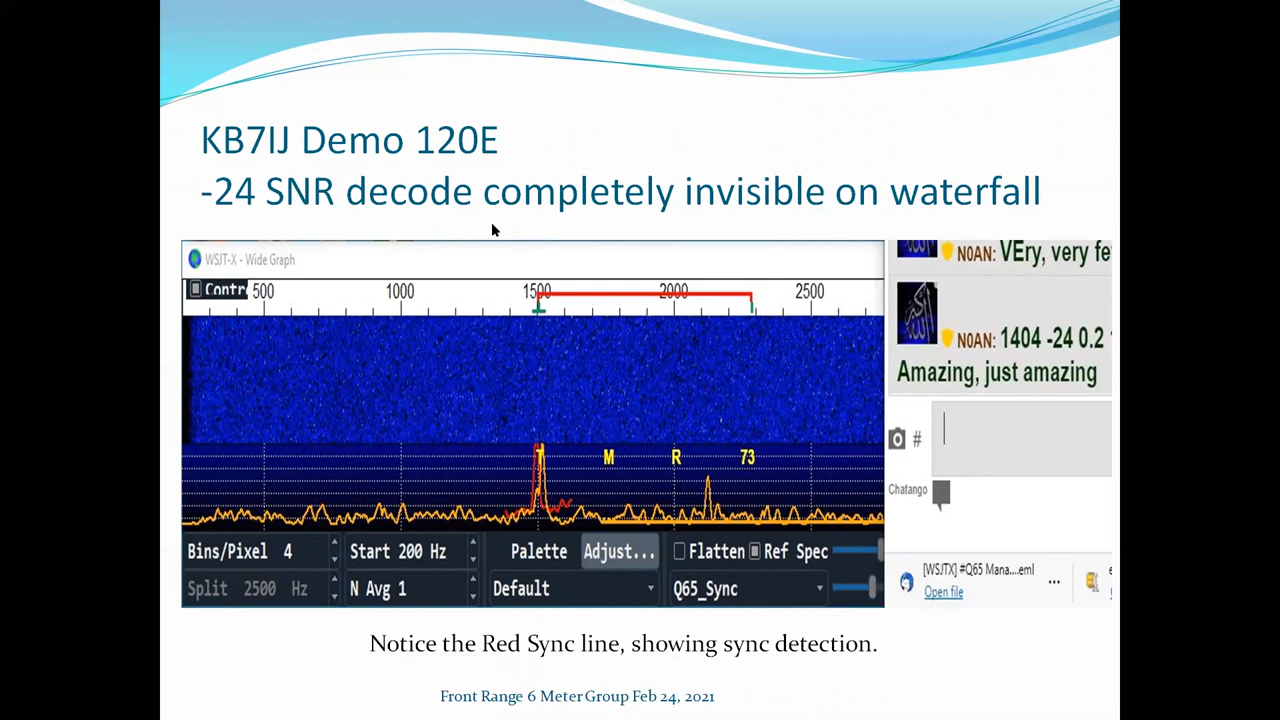 KB7IJ Demo 120E
-24 SNR decode completely invisible on waterfall
WSJT-X - Wide Graph
Contr 500 1000 1500 2000 2500
N0AN: VEry, very fe
N0AN: 1404 -24 0.2
Amazing, just amazing
#
Chatango
T M R 73
Bins/Pixel 4 Start 200 Hz Palette Adjust... Flatten Ref Spec
Split 2500 Hz N Avg 1 Default Q65_Sync
[WSJTX] #Q65 Mana....eml ...
Open file
Notice the Red Sync line, showing sync detection.
Front Range 6 Meter Group Feb 24, 2021